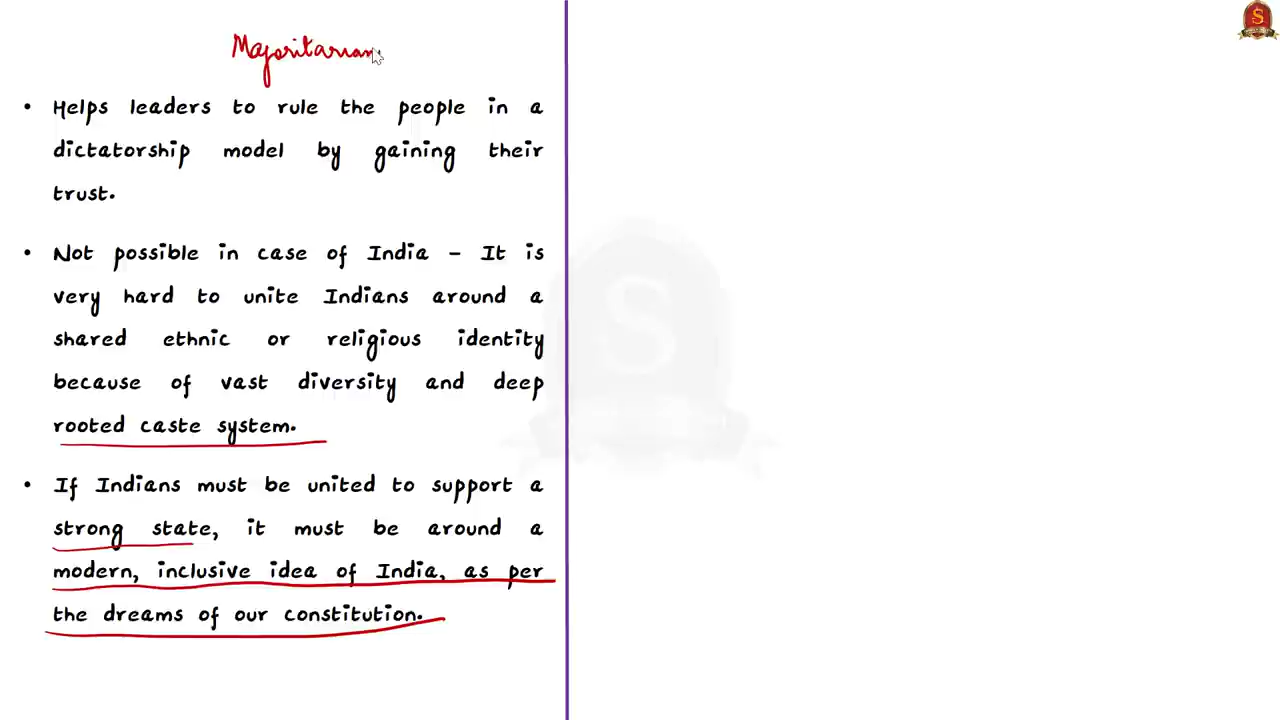 Majoritarian
• Helps leaders to rule the people in a
dictatorship model by gaining their
trust.
• Not possible in case of India - It is
very hard to unite Indians around a
shared ethnic or religious identity
because of vast diversity and deep
rooted caste system.
• If Indians must be united to support a
strong state, it must be around a
modern, inclusive idea of India, as per
the dreams of our constitution.
S
S